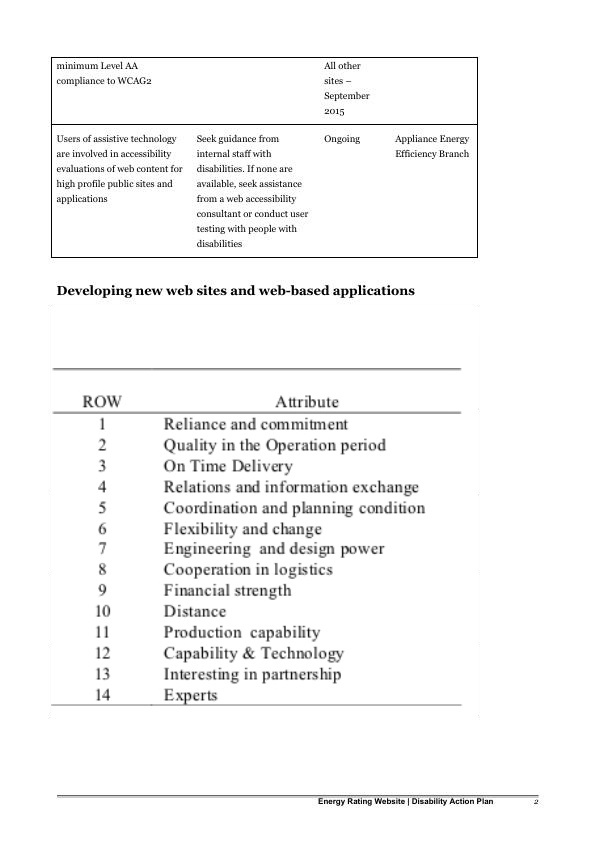 minimum Level AA
compliance to WCAG2
All other
sites –
September
2015
Users of assistive technology
are involved in accessibility
evaluations of web content for
high profile public sites and
applications
Seek guidance from
internal staff with
disabilities. If none are
available, seek assistance
from a web accessibility
consultant or conduct user
testing with people with
disabilities
Ongoing
Appliance Energy
Efficiency Branch
Developing new web sites and web-based applications
ROW Attribute
1 Reliance and commitment
2 Quality in the Operation period
3 On Time Delivery
4 Relations and information exchange
5 Coordination and planning condition
6 Flexibility and change
7 Engineering and design power
8 Cooperation in logistics
9 Financial strength
10 Distance
11 Production capability
12 Capability & Technology
13 Interesting in partnership
14 Experts
Energy Rating Website | Disability Action Plan 2